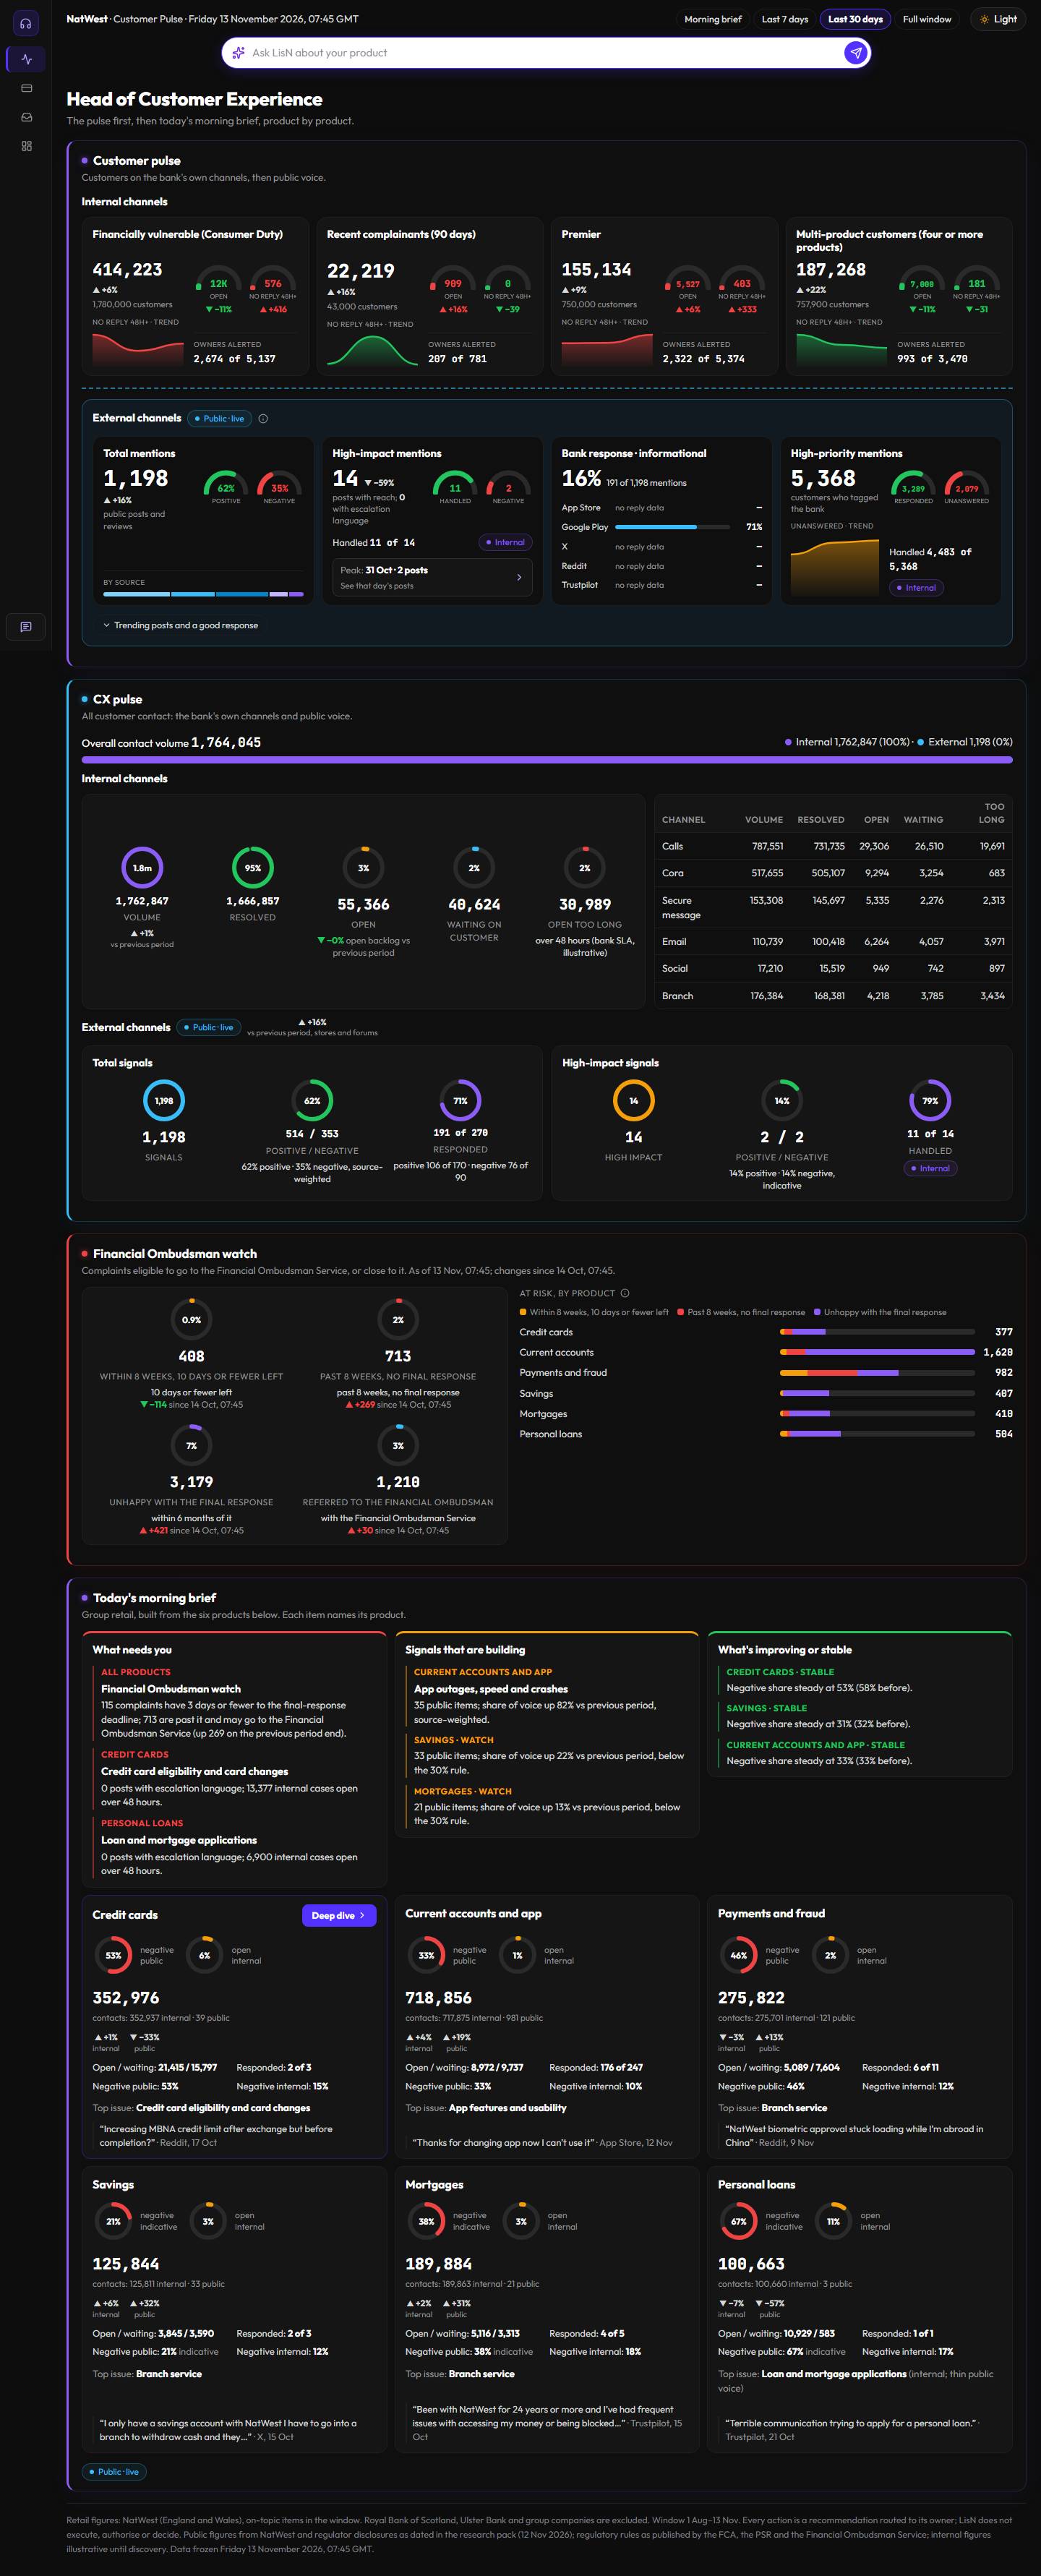 NatWest · Customer Pulse · Friday 13 November 2026, 07:45 GMT
Morning brief
Last 7 days
Last 30 days
Full window
Light
Ask LisN about your product
Head of Customer Experience
The pulse first, then today's morning brief, product by product.
Customer pulse
Customers on the bank's own channels, then public voice.
Internal channels
Financially vulnerable (Consumer Duty)
414,223
▲ +6%
1,780,000 customers
12K
OPEN
▼ −11%
576
NO REPLY 48H+
▲ +416
NO REPLY 48H+ · TREND
OWNERS ALERTED
2,674 of 5,137
Recent complainants (90 days)
22,219
▲ +16%
43,000 customers
909
OPEN
▲ +16%
0
NO REPLY 48H+
▼ −39
NO REPLY 48H+ · TREND
OWNERS ALERTED
207 of 781
Premier
155,134
▲ +9%
750,000 customers
5,527
OPEN
▲ +6%
403
NO REPLY 48H+
▲ +333
NO REPLY 48H+ · TREND
OWNERS ALERTED
2,322 of 5,374
Multi-product customers (four or more
products)
187,268
▲ +22%
757,900 customers
7,000
OPEN
▼ −11%
181
NO REPLY 48H+
▼ −31
NO REPLY 48H+ · TREND
OWNERS ALERTED
993 of 3,470
External channels
Public · live
Total mentions
1,198
▲ +16%
public posts and
reviews
62%
POSITIVE
35%
NEGATIVE
BY SOURCE
High-impact mentions
14 ▼ −59%
posts with reach; 0
with escalation
language
11
HANDLED
2
NEGATIVE
Handled 11 of 14
Internal
Peak: 31 Oct · 2 posts
See that day's posts
Bank response · informational
16% 191 of 1,198 mentions
App Store no reply data –
Google Play 71%
X no reply data –
Reddit no reply data –
Trustpilot no reply data –
High-priority mentions
5,368
customers who tagged
the bank
3,289
RESPONDED
2,079
UNANSWERED
UNANSWERED · TREND
Handled 4,483 of
5,368
Internal
Trending posts and a good response
CX pulse
All customer contact: the bank's own channels and public voice.
Overall contact volume 1,764,045
Internal 1,762,847 (100%) · External 1,198 (0%)
Internal channels
1.8m
1,762,847
VOLUME
▲ +1%
vs previous period
95%
1,666,857
RESOLVED
3%
55,366
OPEN
▼ −0% open backlog vs
previous period
2%
40,624
WAITING ON
CUSTOMER
2%
30,989
OPEN TOO LONG
over 48 hours (bank SLA,
illustrative)
CHANNEL VOLUME RESOLVED OPEN WAITING TOO LONG
Calls 787,551 731,735 29,306 26,510 19,691
Cora 517,655 505,107 9,294 3,254 683
Secure message 153,308 145,697 5,335 2,276 2,313
Email 110,739 100,418 6,264 4,057 3,971
Social 17,210 15,519 949 742 897
Branch 176,384 168,381 4,218 3,785 3,434
External channels
Public · live
▲ +16%
vs previous period, stores and forums
Total signals
1,198
1,198
SIGNALS
62%
514 / 353
POSITIVE / NEGATIVE
62% positive · 35% negative, source-
weighted
71%
191 of 270
RESPONDED
positive 106 of 170 · negative 76 of
90
High-impact signals
14
14
HIGH IMPACT
14%
2 / 2
POSITIVE / NEGATIVE
14% positive · 14% negative,
indicative
79%
11 of 14
HANDLED
Internal
Financial Ombudsman watch
Complaints eligible to go to the Financial Ombudsman Service, or close to it. As of 13 Nov, 07:45; changes since 14 Oct, 07:45.
0.9%
408
WITHIN 8 WEEKS, 10 DAYS OR FEWER LEFT
10 days or fewer left
▼ −114 since 14 Oct, 07:45
2%
713
PAST 8 WEEKS, NO FINAL RESPONSE
past 8 weeks, no final response
▲ +269 since 14 Oct, 07:45
7%
3,179
UNHAPPY WITH THE FINAL RESPONSE
within 6 months of it
▲ +421 since 14 Oct, 07:45
3%
1,210
REFERRED TO THE FINANCIAL OMBUDSMAN
with the Financial Ombudsman Service
▲ +30 since 14 Oct, 07:45
AT RISK, BY PRODUCT
Within 8 weeks, 10 days or fewer left
Past 8 weeks, no final response
Unhappy with the final response
Credit cards 377
Current accounts 1,620
Payments and fraud 982
Savings 407
Mortgages 410
Personal loans 504
Today's morning brief
Group retail, built from the six products below. Each item names its product.
What needs you
ALL PRODUCTS
Financial Ombudsman watch
115 complaints have 3 days or fewer to the final-response
deadline; 713 are past it and may go to the Financial
Ombudsman Service (up 269 on the previous period end).
CREDIT CARDS
Credit card eligibility and card changes
0 posts with escalation language; 13,377 internal cases open
over 48 hours.
PERSONAL LOANS
Loan and mortgage applications
0 posts with escalation language; 6,900 internal cases open
over 48 hours.
Signals that are building
CURRENT ACCOUNTS AND APP
App outages, speed and crashes
35 public items; share of voice up 82% vs previous period,
source-weighted.
SAVINGS · WATCH
33 public items; share of voice up 22% vs previous period, below
the 30% rule.
MORTGAGES · WATCH
21 public items; share of voice up 13% vs previous period, below
the 30% rule.
What's improving or stable
CREDIT CARDS · STABLE
Negative share steady at 53% (58% before).
SAVINGS · STABLE
Negative share steady at 31% (32% before).
CURRENT ACCOUNTS AND APP · STABLE
Negative share steady at 33% (33% before).
Credit cards
Deep dive
53%
negative
public
6%
open
internal
352,976
contacts: 352,937 internal · 39 public
▲ +1% ▼ −33%
internal public
Open / waiting: 21,415 / 15,797 Responded: 2 of 3
Negative public: 53% Negative internal: 15%
Top issue: Credit card eligibility and card changes
“Increasing MBNA credit limit after exchange but before
completion?” · Reddit, 17 Oct
Current accounts and app
33%
negative
public
1%
open
internal
718,856
contacts: 717,875 internal · 981 public
▲ +4% ▲ +19%
internal public
Open / waiting: 8,972 / 9,737 Responded: 176 of 247
Negative public: 33% Negative internal: 10%
Top issue: App features and usability
“Thanks for changing app now I can't use it” · App Store, 12 Nov
Payments and fraud
46%
negative
public
2%
open
internal
275,822
contacts: 275,701 internal · 121 public
▼ −3% ▲ +13%
internal public
Open / waiting: 5,089 / 7,604 Responded: 6 of 11
Negative public: 46% Negative internal: 12%
Top issue: Branch service
“NatWest biometric approval stuck loading while I'm abroad in
China” · Reddit, 9 Nov
Savings
21%
negative
indicative
3%
open
internal
125,844
contacts: 125,811 internal · 33 public
▲ +6% ▲ +32%
internal public
Open / waiting: 3,845 / 3,590 Responded: 2 of 3
Negative public: 21% indicative Negative internal: 12%
Top issue: Branch service
“I only have a savings account with NatWest I have to go into a
branch to withdraw cash and they…” · X, 15 Oct
Mortgages
38%
negative
indicative
3%
open
internal
189,884
contacts: 189,863 internal · 21 public
▲ +2% ▲ +31%
internal public
Open / waiting: 5,116 / 3,313 Responded: 4 of 5
Negative public: 38% indicative Negative internal: 18%
Top issue: Branch service
“Been with NatWest for 24 years or more and I've had frequent
issues with accessing my money or being blocked…” · Trustpilot, 15
Oct
Personal loans
67%
negative
indicative
11%
open
internal
100,663
contacts: 100,660 internal · 3 public
▼ −7% ▼ −57%
internal public
Open / waiting: 10,929 / 583 Responded: 1 of 1
Negative public: 67% indicative Negative internal: 17%
Top issue: Loan and mortgage applications (internal; thin public
voice)
“Terrible communication trying to apply for a personal loan.” ·
Trustpilot, 21 Oct
Public · live
Retail figures: NatWest (England and Wales), on-topic items in the window. Royal Bank of Scotland, Ulster Bank and group companies are excluded. Window 1 Aug–13 Nov. Every action is a recommendation routed to its owner; LisN does not
execute, authorise or decide. Public figures from NatWest and regulator disclosures as dated in the research pack (12 Nov 2026); regulatory rules as published by the FCA, the PSR and the Financial Ombudsman Service; internal figures
illustrative until discovery. Data frozen Friday 13 November 2026, 07:45 GMT.